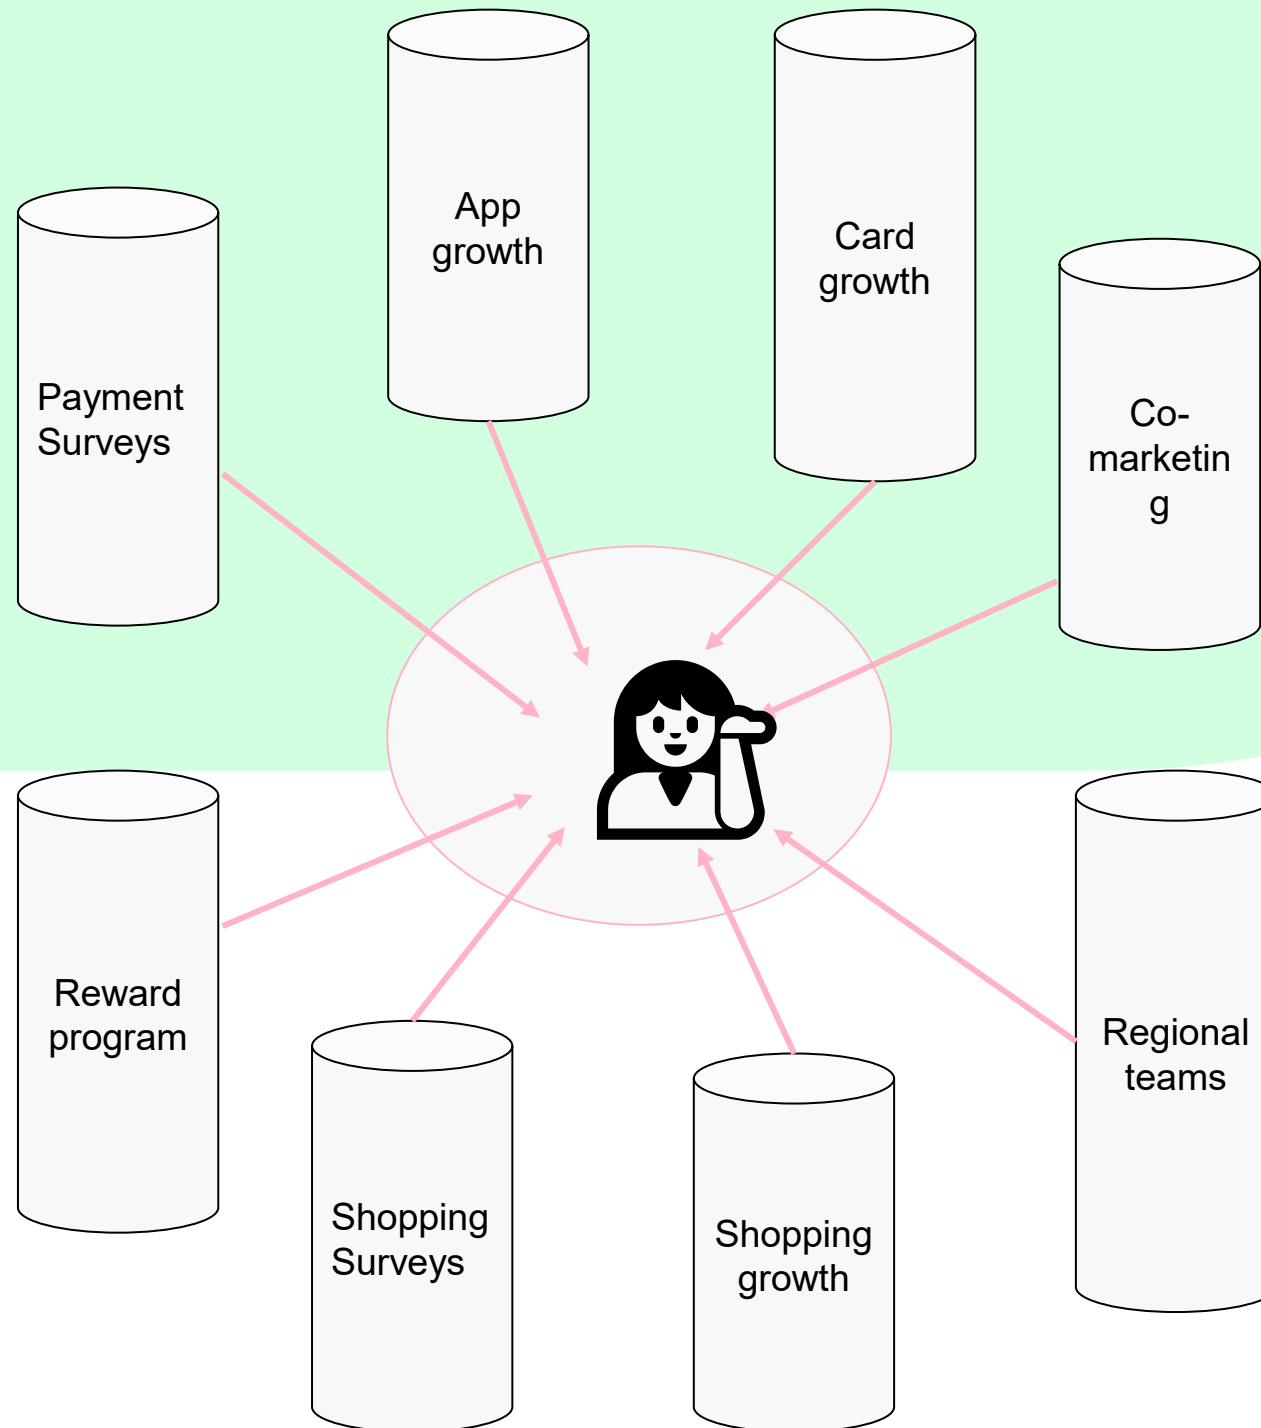 App
growth
Card
growth
Payment
Surveys
Co-
marketin
g
Reward
program
Regional
teams
Shopping
Surveys
Shopping
growth